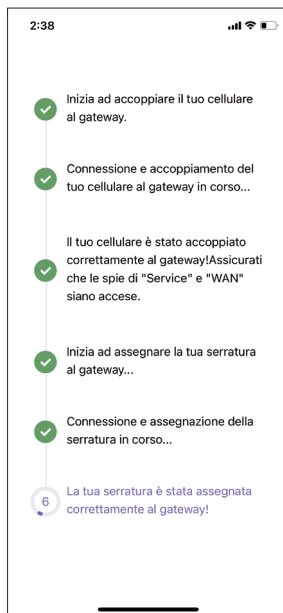 2:38
Inizia ad accoppiare il tuo cellulare
al gateway.
Connessione e accoppiamento del
tuo cellulare al gateway in corso...
Il tuo cellulare è stato accoppiato
correttamente al gateway!Assicurati
che le spie di "Service" e "WAN"
siano accese.
Inizia ad assegnare la tua serratura
al gateway...
Connessione e assegnazione della
serratura in corso...
6
La tua serratura è stata assegnata
correttamente al gateway!